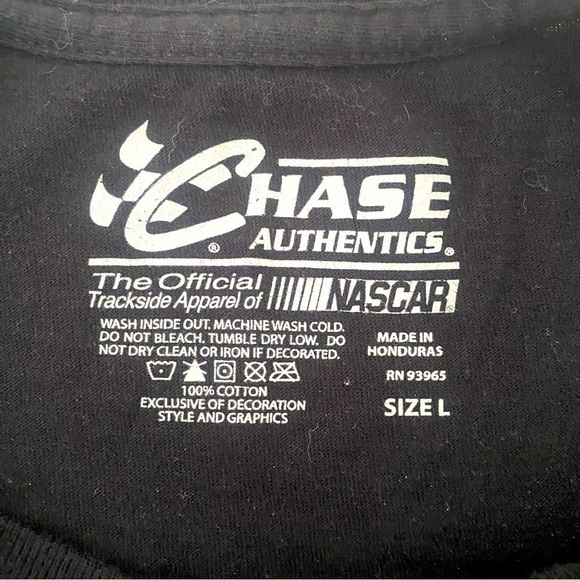 CHASE
AUTHENTICS®
The Official
Trackside Apparel of NASCAR
WASH INSIDE OUT. MACHINE WASH COLD.
DO NOT BLEACH. TUMBLE DRY LOW. DO
NOT DRY CLEAN OR IRON IF DECORATED.
100% COTTON
EXCLUSIVE OF DECORATION
STYLE AND GRAPHICS
MADE IN
HONDURAS
RN 93965
SIZE L